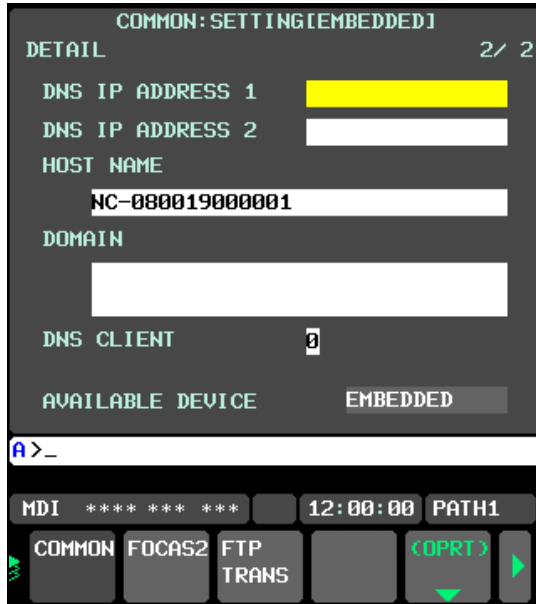 COMMON:SETTING[EMBEDDED]
DETAIL 2/ 2
DNS IP ADDRESS 1
DNS IP ADDRESS 2
HOST NAME
NC-080019000001
DOMAIN
DNS CLIENT 0
AVAILABLE DEVICE EMBEDDED
A>_
MDI **** *** *** 12:00:00 PATH1
COMMON FOCAS2 FTP TRANS (OPRT)